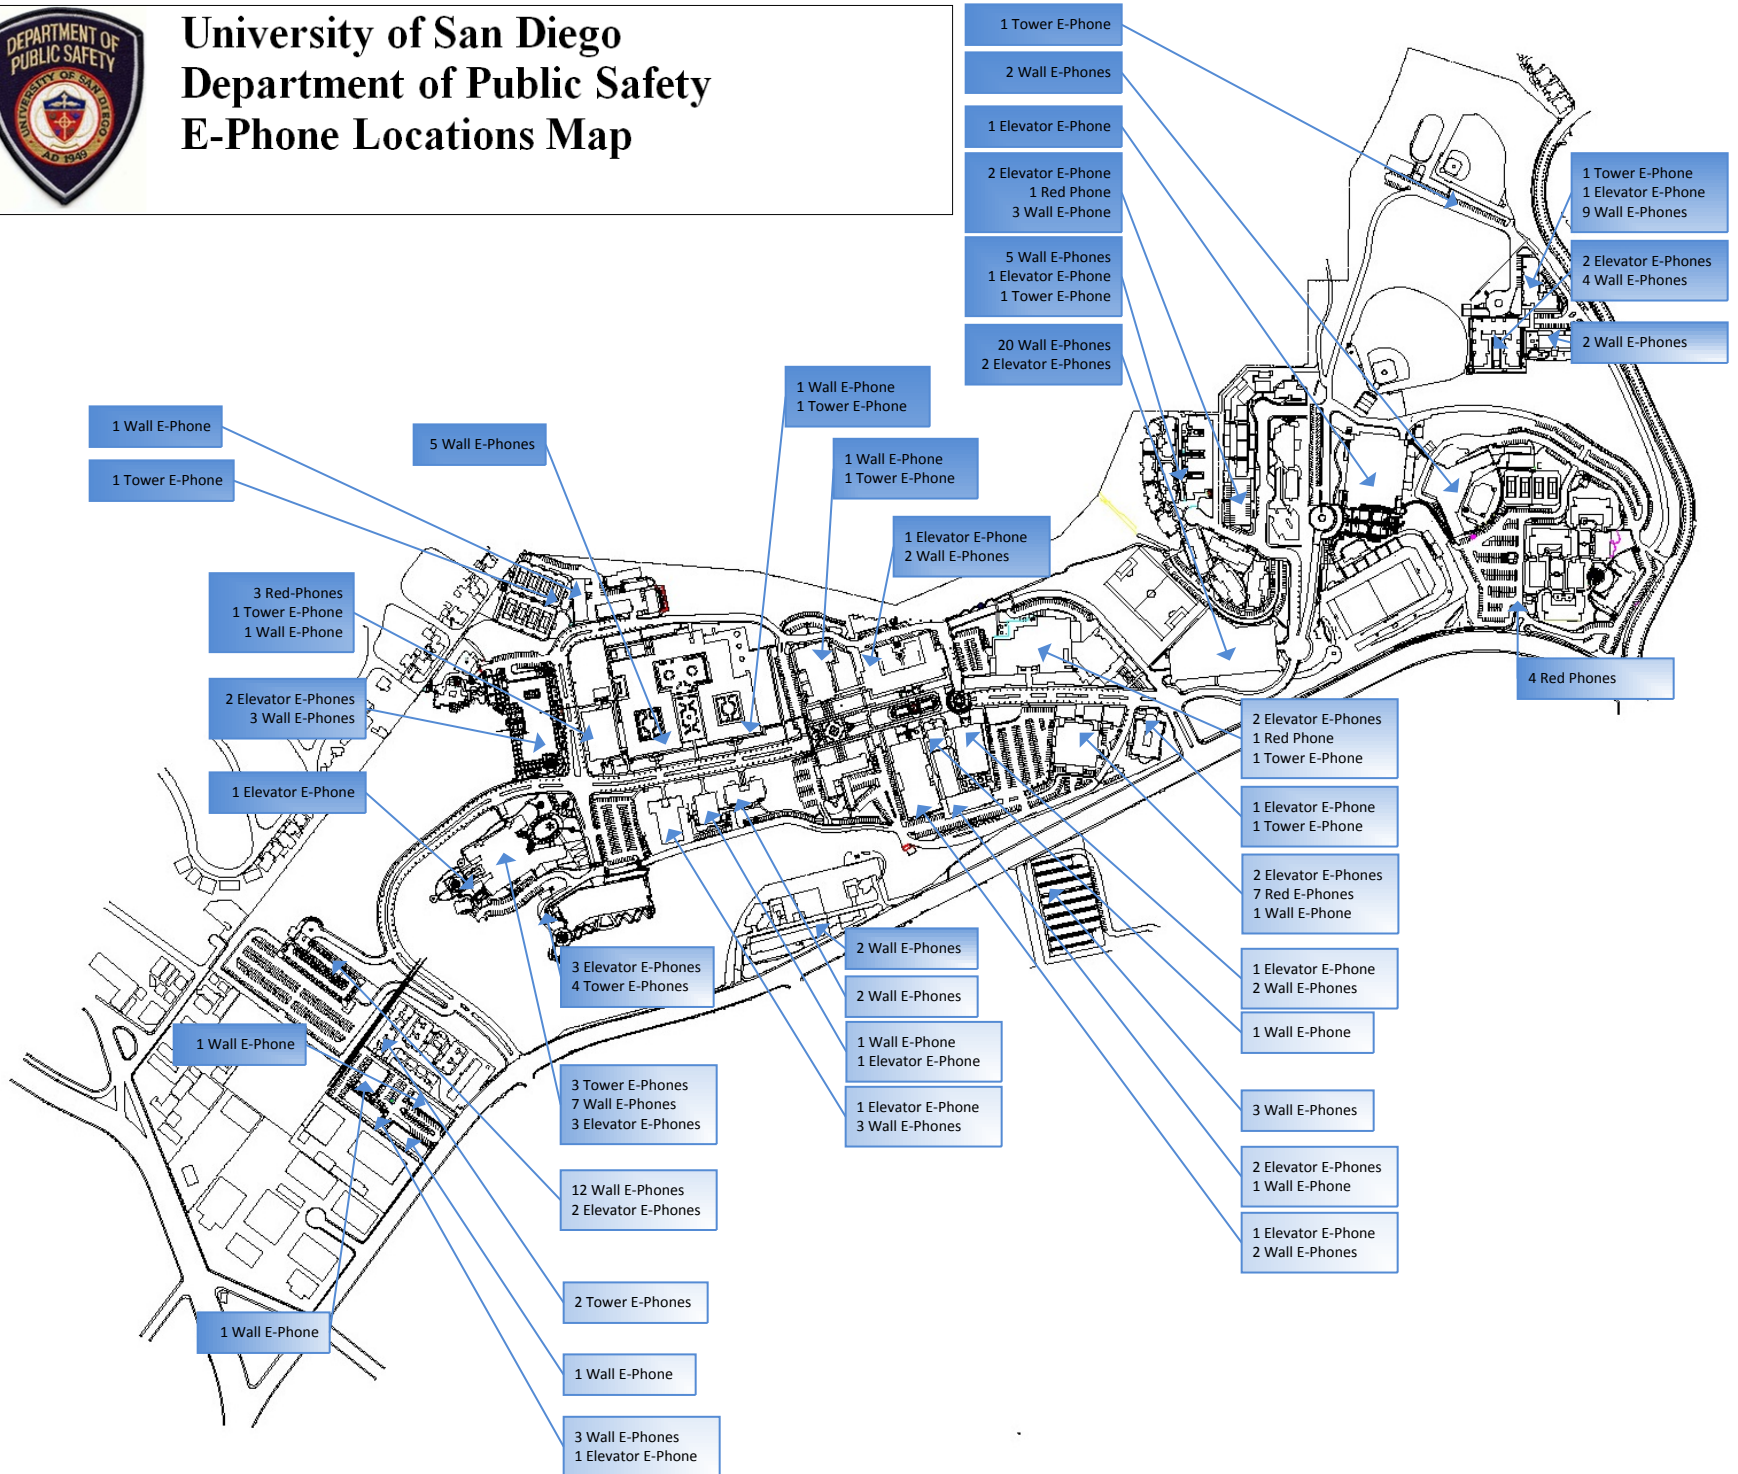 DEPARTMENT OF
PUBLIC SAFETY
UNIVERSITY OF SAN DIEGO
AD 1949
University of San Diego
Department of Public Safety
E-Phone Locations Map
1 Tower E-Phone
2 Wall E-Phones
1 Elevator E-Phone
2 Elevator E-Phone
1 Red Phone
3 Wall E-Phone
5 Wall E-Phones
1 Elevator E-Phone
1 Tower E-Phone
20 Wall E-Phones
2 Elevator E-Phones
1 Tower E-Phone
1 Elevator E-Phone
9 Wall E-Phones
2 Elevator E-Phones
4 Wall E-Phones
2 Wall E-Phones
1 Wall E-Phone
1 Tower E-Phone
1 Wall E-Phone
1 Tower E-Phone
5 Wall E-Phones
1 Wall E-Phone
1 Tower E-Phone
1 Elevator E-Phone
2 Wall E-Phones
3 Red-Phones
1 Tower E-Phone
1 Wall E-Phone
2 Elevator E-Phones
3 Wall E-Phones
1 Elevator E-Phone
4 Red Phones
2 Elevator E-Phones
1 Red Phone
1 Tower E-Phone
1 Elevator E-Phone
1 Tower E-Phone
2 Elevator E-Phones
7 Red E-Phones
1 Wall E-Phone
1 Elevator E-Phone
2 Wall E-Phones
1 Wall E-Phone
3 Wall E-Phones
2 Elevator E-Phones
1 Wall E-Phone
1 Elevator E-Phone
2 Wall E-Phones
2 Wall E-Phones
2 Wall E-Phones
1 Wall E-Phone
1 Elevator E-Phone
1 Elevator E-Phone
3 Wall E-Phones
3 Elevator E-Phones
4 Tower E-Phones
1 Wall E-Phone
3 Tower E-Phones
7 Wall E-Phones
3 Elevator E-Phones
12 Wall E-Phones
2 Elevator E-Phones
2 Tower E-Phones
1 Wall E-Phone
1 Wall E-Phone
3 Wall E-Phones
1 Elevator E-Phone